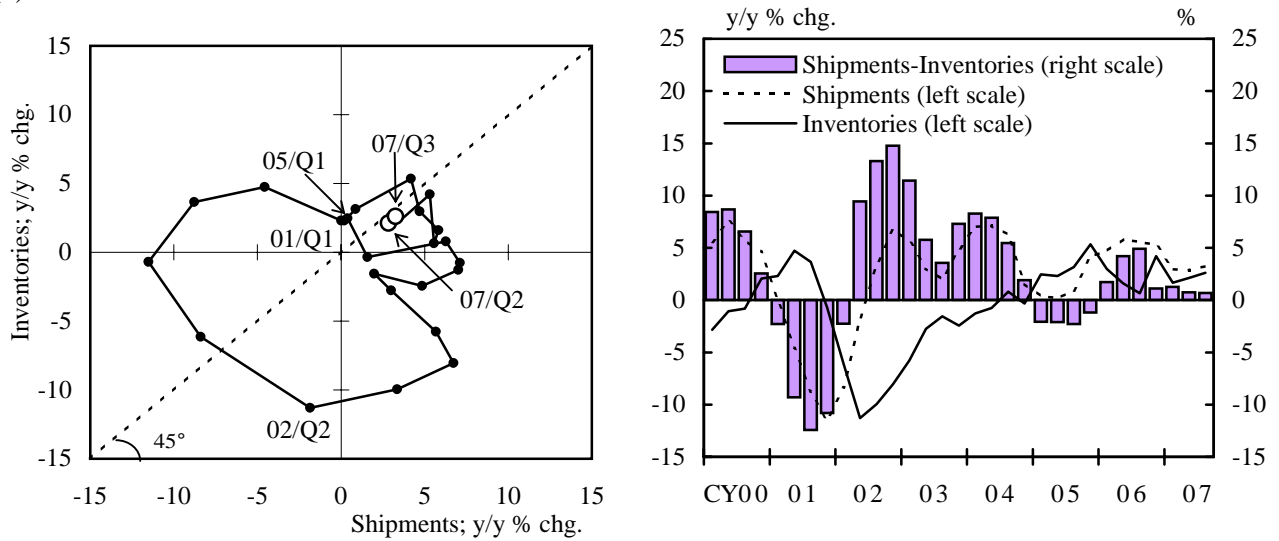 15
10
5
0
-5
-10
-15
Inventories; y/y % chg.
05/Q1
07/Q3
01/Q1
07/Q2
02/Q2
45°
-15 -10 -5 0 5 10 15
Shipments; y/y % chg.
y/y % chg. %
25 25
20 20
15 15
10 10
5 5
0 0
-5 -5
-10 -10
-15 -15
Shipments-Inventories (right scale)
Shipments (left scale)
Inventories (left scale)
CY00 01 02 03 04 05 06 07